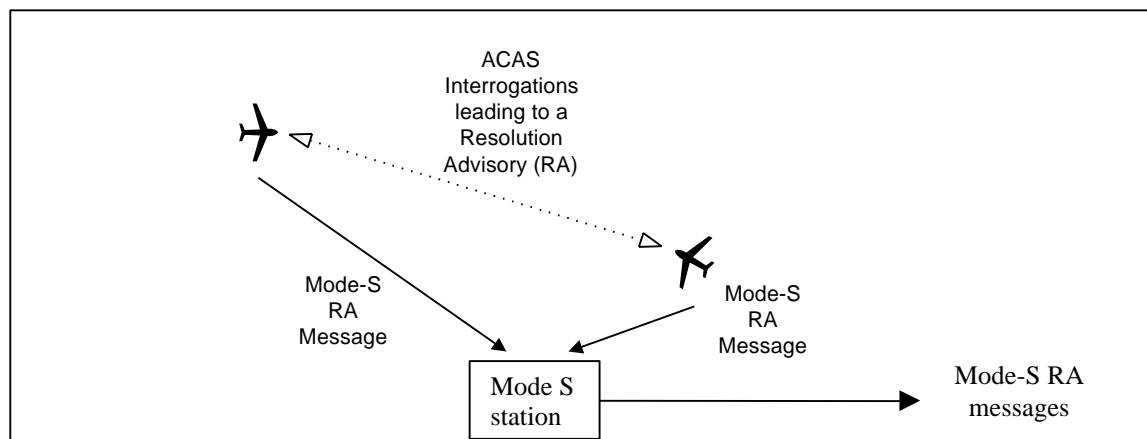 ACAS
Interrogations
leading to a
Resolution
Advisory (RA)
Mode-S
RA
Message
Mode-S
RA
Message
Mode S
station
Mode-S RA
messages